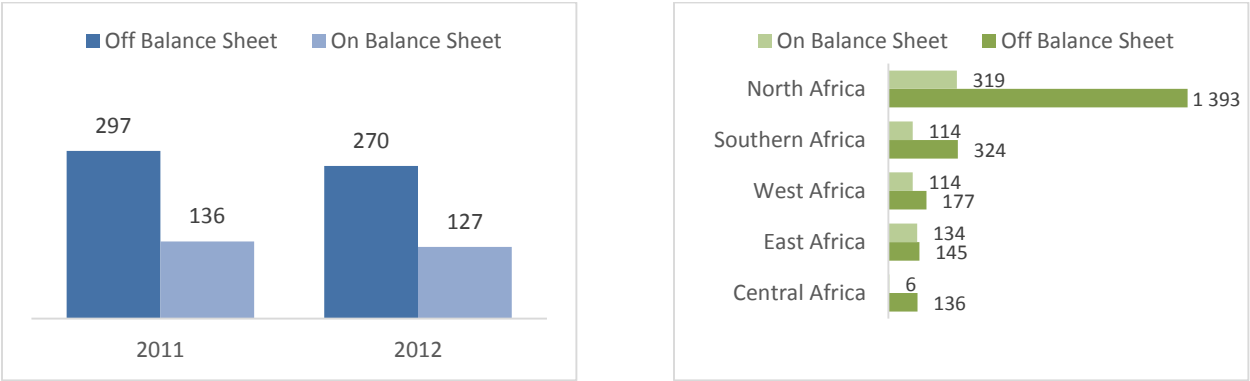 Off Balance Sheet On Balance Sheet
297
136
270
127
2011 2012
On Balance Sheet Off Balance Sheet
North Africa 319
1 393
Southern Africa 114
324
West Africa 114
177
East Africa 134
145
Central Africa 6
136